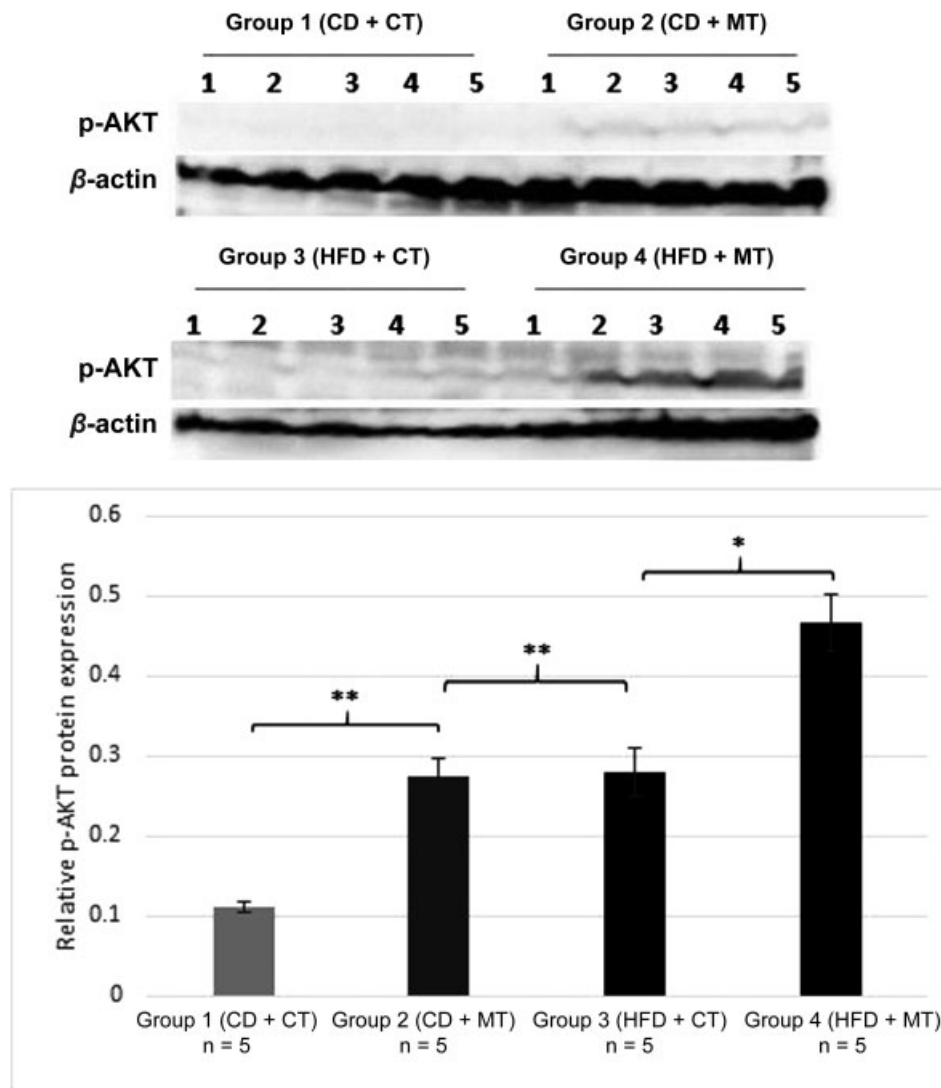 Group 1 (CD + CT) Group 2 (CD + MT)
1 2 3 4 5 1 2 3 4 5
p-AKT
β-actin
Group 3 (HFD + CT) Group 4 (HFD + MT)
1 2 3 4 5 1 2 3 4 5
p-AKT
β-actin
Relative p-AKT protein expression
0.6
0.5
0.4
0.3
0.2
0.1
0
**
**
*
Group 1 (CD + CT) Group 2 (CD + MT) Group 3 (HFD + CT) Group 4 (HFD + MT)
n = 5 n = 5 n = 5 n = 5